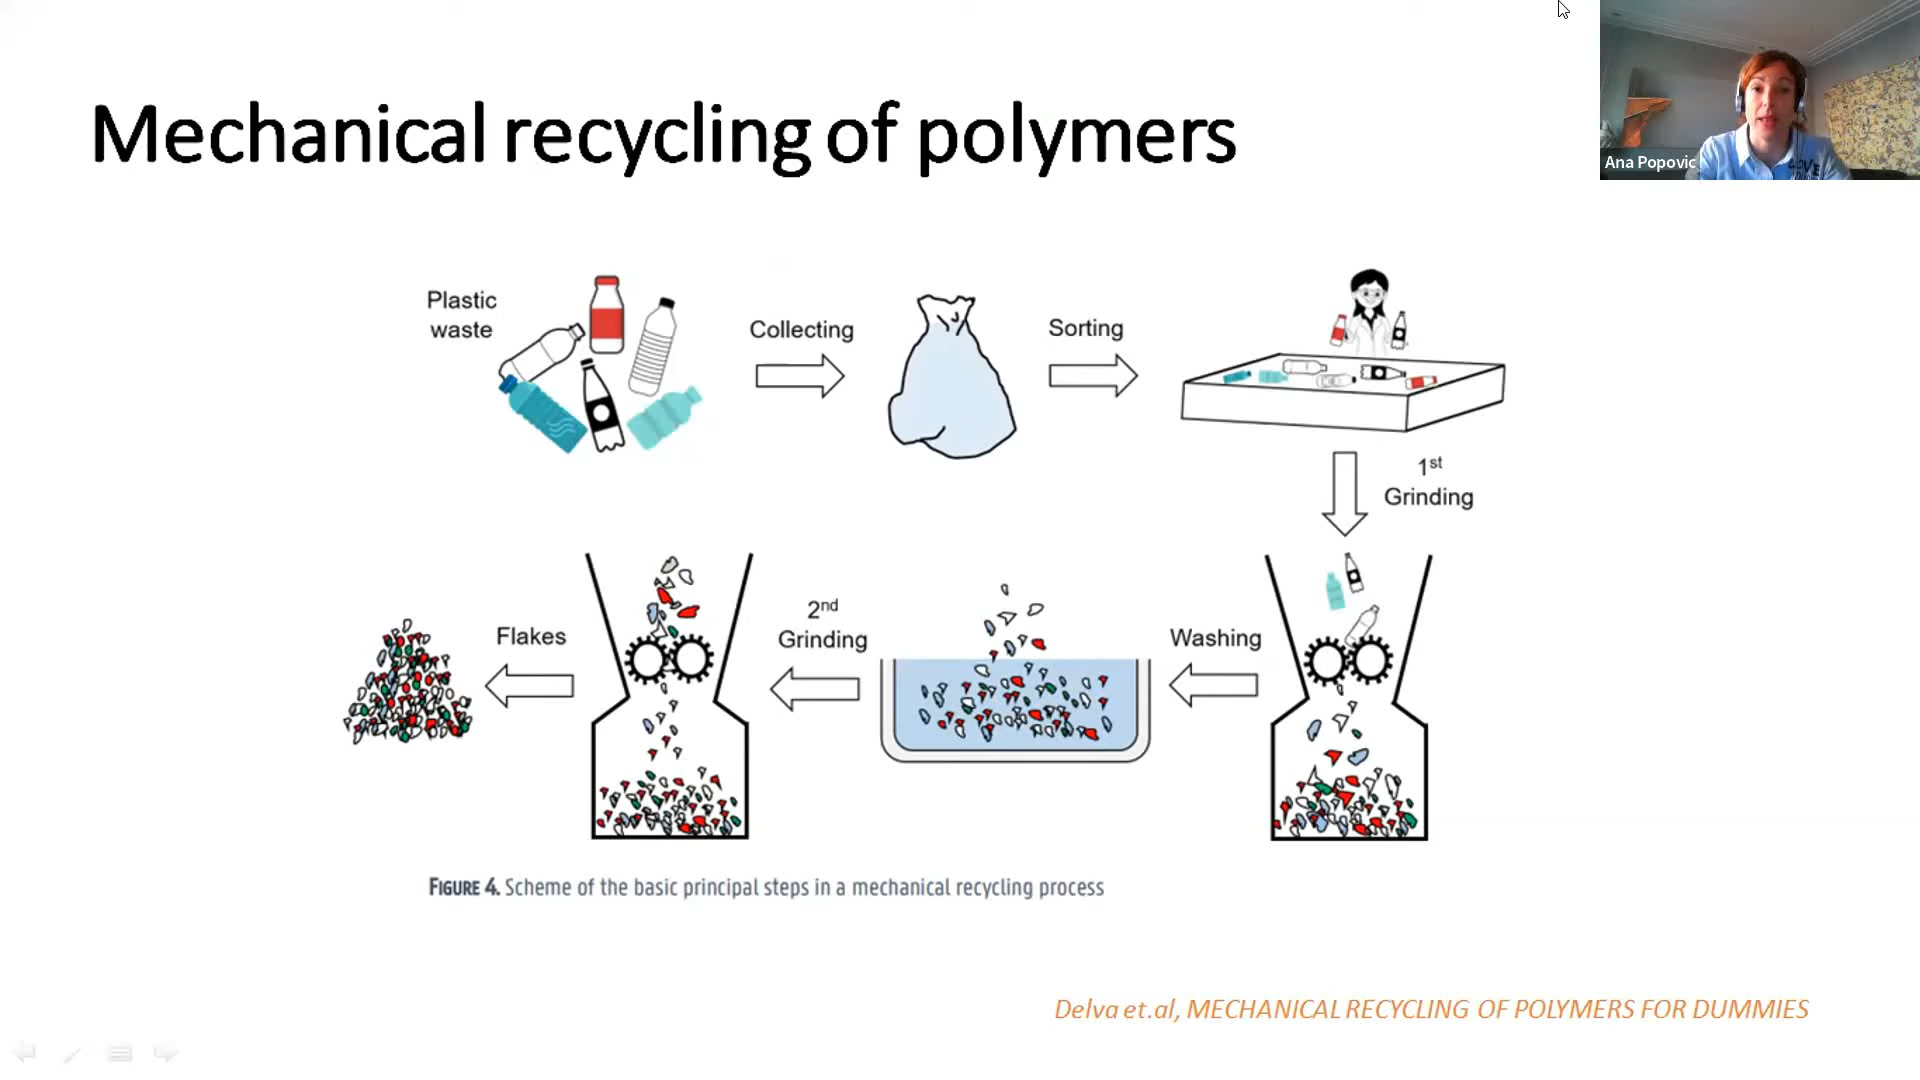 Mechanical recycling of polymers
Ana Popovic
Plastic
waste
Collecting
Sorting
1st
Grinding
Washing
2nd
Grinding
Flakes
FIGURE 4. Scheme of the basic principal steps in a mechanical recycling process
Delva et.al, MECHANICAL RECYCLING OF POLYMERS FOR DUMMIES